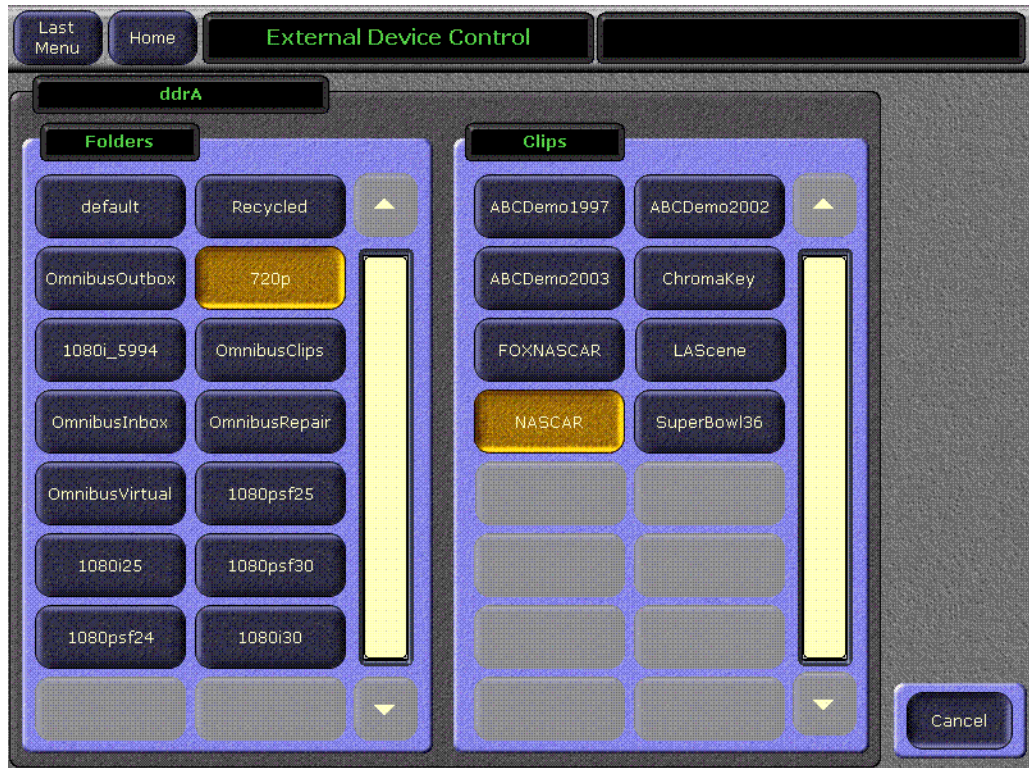 Last
Menu
Home
External Device Control
ddrA
Folders
default
Recycled
OmnibusOutbox
720p
1080i_5994
OmnibusClips
OmnibusInbox
OmnibusRepair
OmnibusVirtual
1080psf25
1080i25
1080psf30
1080psf24
1080i30
Clips
ABCDemo1997
ABCDemo2002
ABCDemo2003
ChromaKey
FOXNASCAR
LAScene
NASCAR
SuperBowl36
Cancel